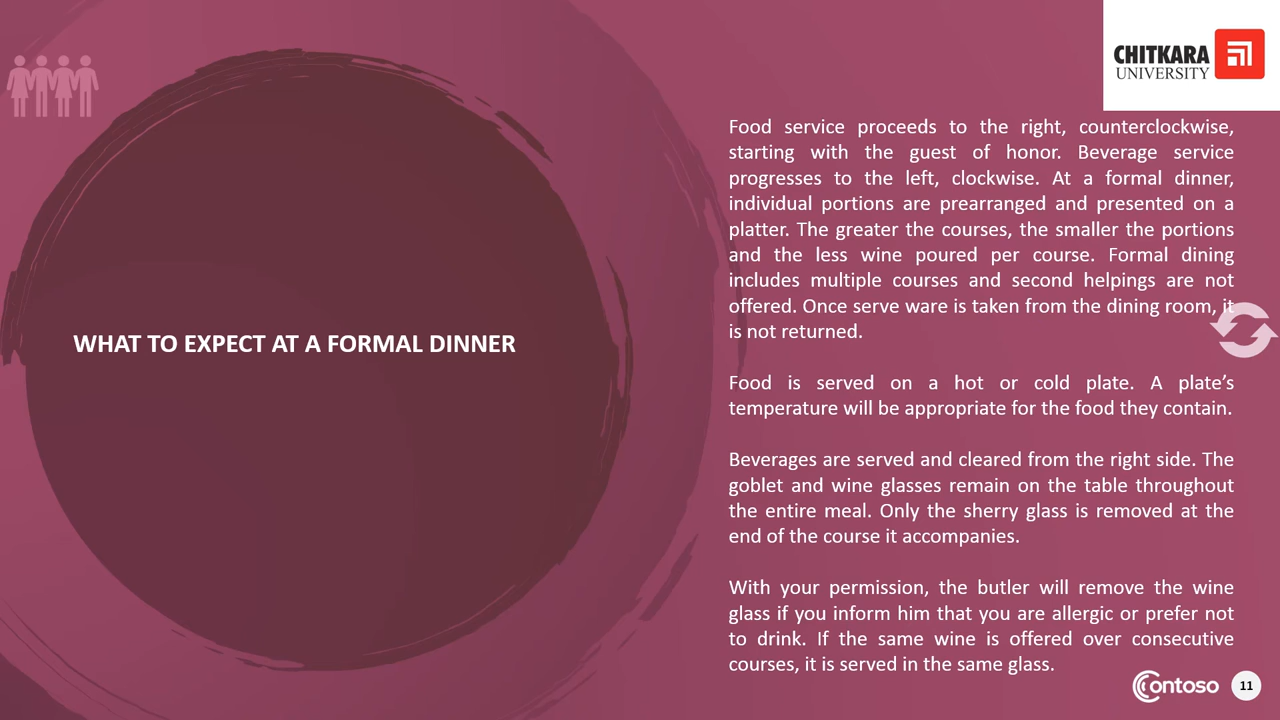 CHITKARA
UNIVERSITY
WHAT TO EXPECT AT A FORMAL DINNER
Food service proceeds to the right, counterclockwise,
starting with the guest of honor. Beverage service
progresses to the left, clockwise. At a formal dinner,
individual portions are prearranged and presented on a
platter. The greater the courses, the smaller the portions
and the less wine poured per course. Formal dining
includes multiple courses and second helpings are not
offered. Once serve ware is taken from the dining room, it
is not returned.
Food is served on a hot or cold plate. A plate’s
temperature will be appropriate for the food they contain.
Beverages are served and cleared from the right side. The
goblet and wine glasses remain on the table throughout
the entire meal. Only the sherry glass is removed at the
end of the course it accompanies.
With your permission, the butler will remove the wine
glass if you inform him that you are allergic or prefer not
to drink. If the same wine is offered over consecutive
courses, it is served in the same glass.
Contoso
11